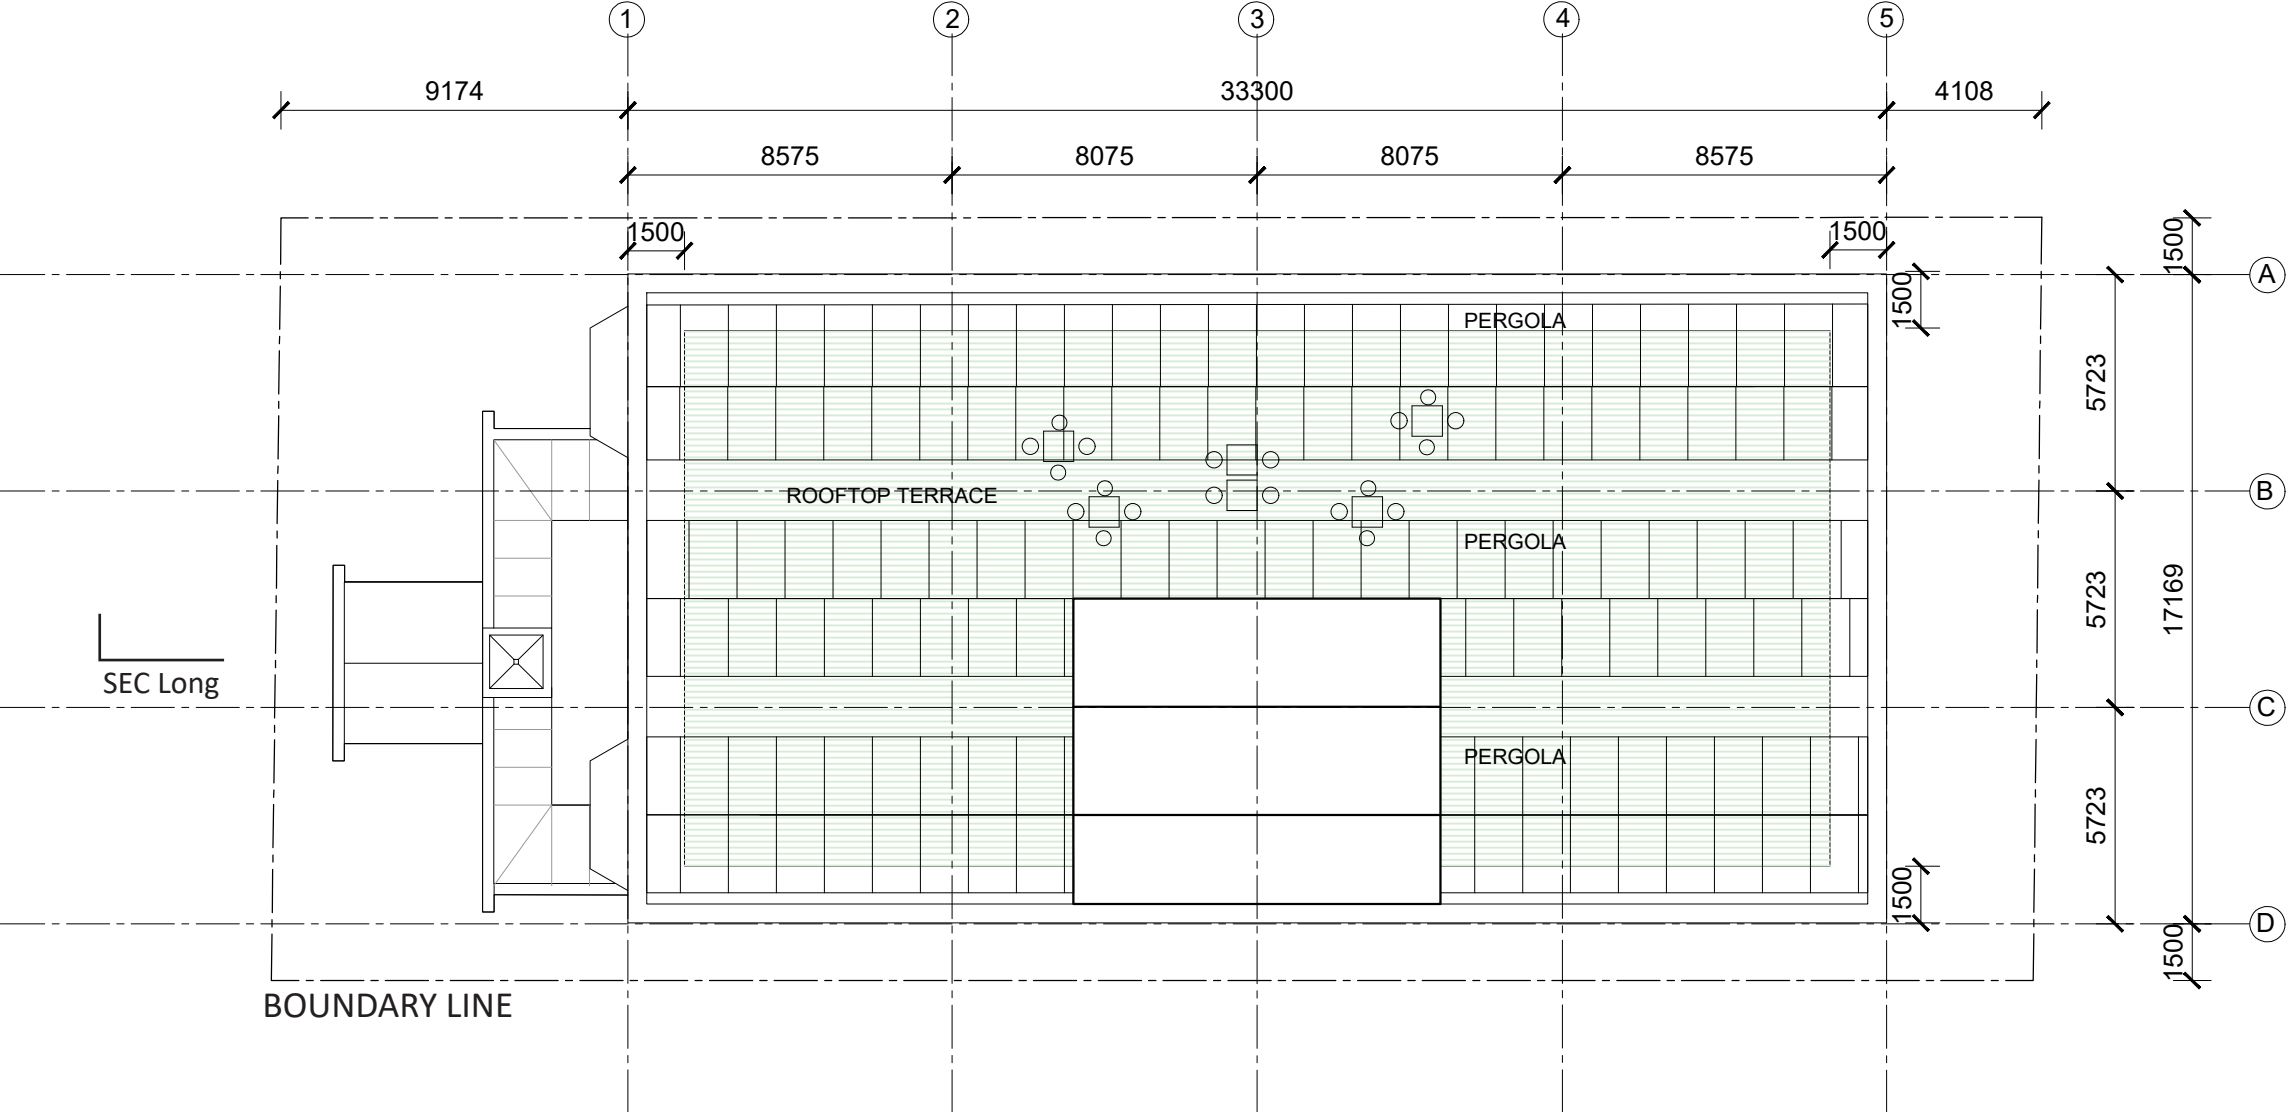 1 2 3 4 5
9174 33300 4108
8575 8075 8075 8575
1500 1500 1500
A
1500
PERGOLA
5723
B
ROOFTOP TERRACE
PERGOLA
5723
17169
SEC Long
C
PERGOLA
5723
1500
D
1500
BOUNDARY LINE